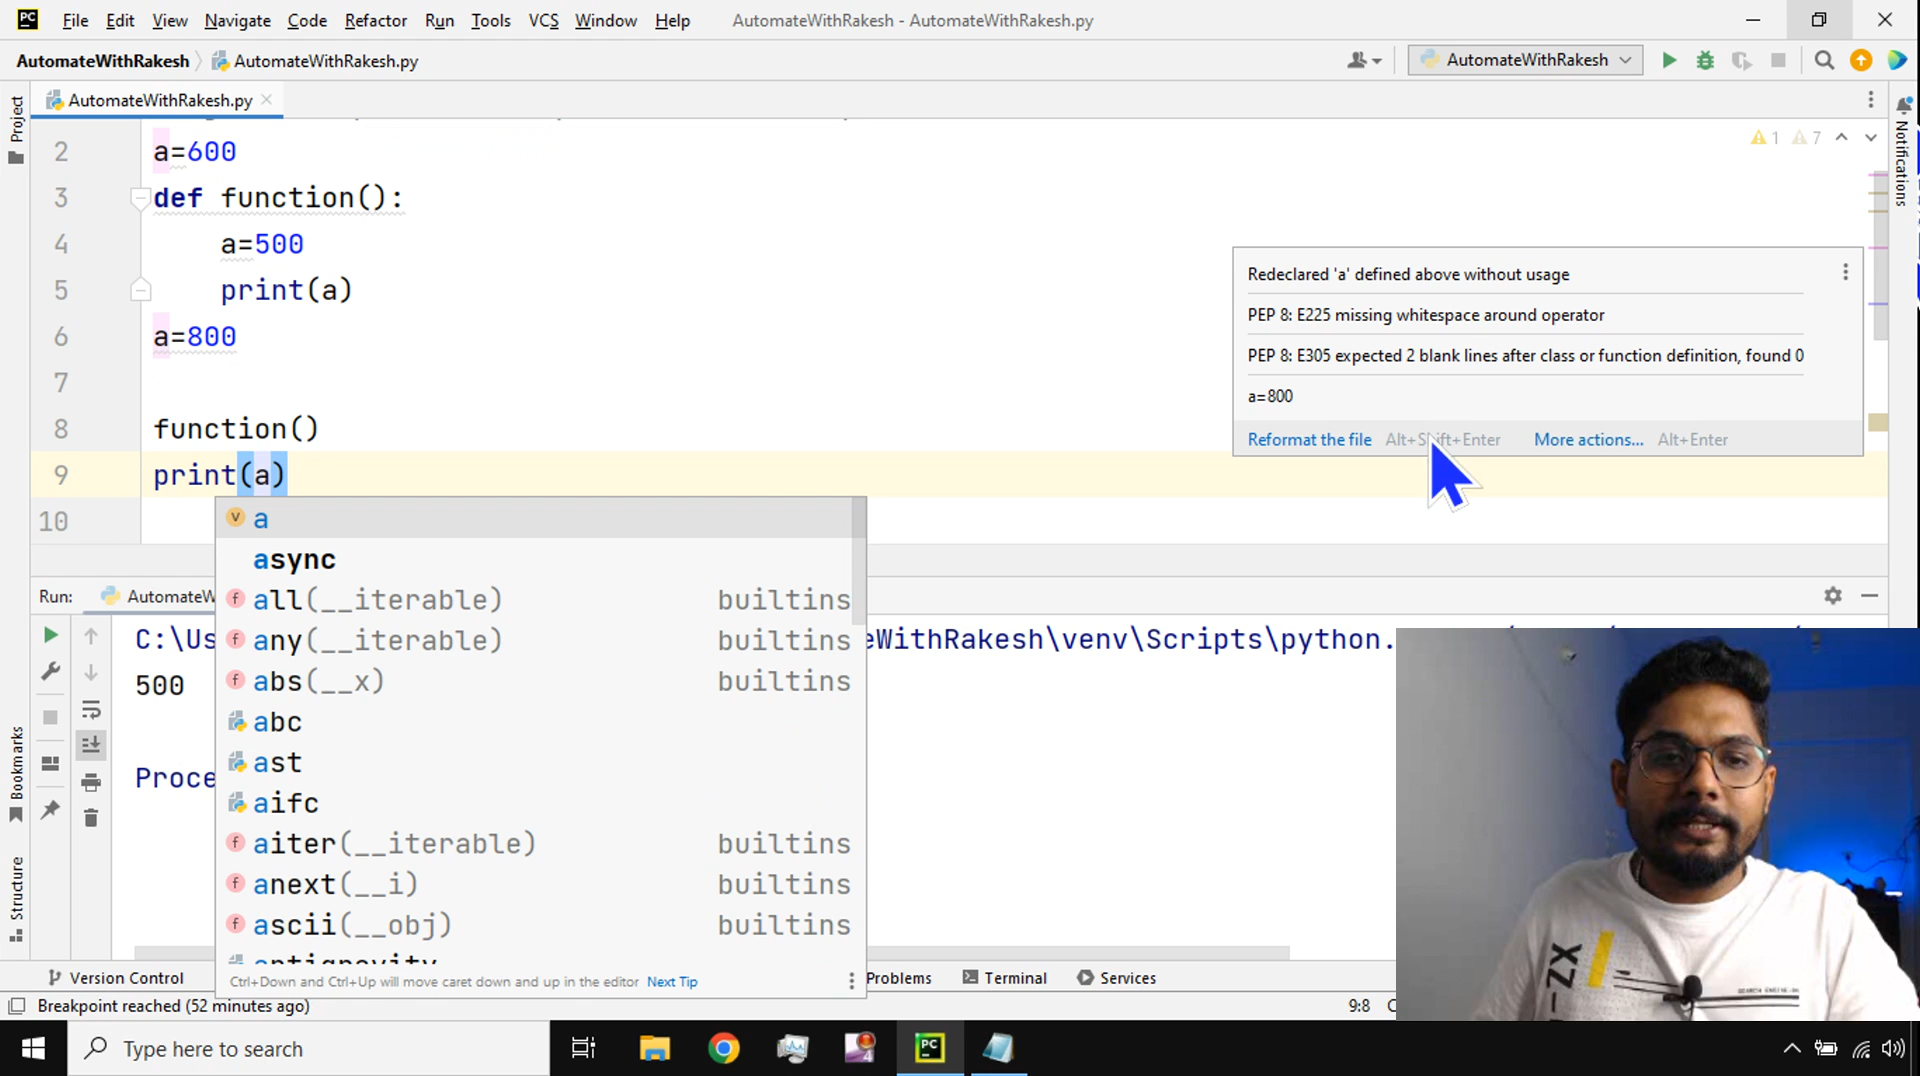 PC File Edit View Navigate Code Refactor Run Tools VCS Window Help AutomateWithRakesh - AutomateWithRakesh.py
AutomateWithRakesh AutomateWithRakesh.py AutomateWithRakesh
Project
AutomateWithRakesh.py
Notifications
1 7
2 a=600
3 def function():
4 a=500
5 print(a)
6 a=800
7
8 function()
9 print(a)
10
Redeclared 'a' defined above without usage
PEP 8: E225 missing whitespace around operator
PEP 8: E305 expected 2 blank lines after class or function definition, found 0
a=800
Reformat the file Alt+Shift+Enter More actions... Alt+Enter
v a
async
f all(__iterable) builtins
f any(__iterable) builtins
f abs(__x) builtins
abc
ast
aifc
f aiter(__iterable) builtins
f anext(__i) builtins
f ascii(__obj) builtins
antigravity
Ctrl+Down and Ctrl+Up will move caret down and up in the editor Next Tip
Run: AutomateW
C:\Us eWithRakesh\venv\Scripts\python.
500
Proce
Bookmarks
Structure
Version Control Problems Terminal Services
Breakpoint reached (52 minutes ago) 9:8
Type here to search
4
PC